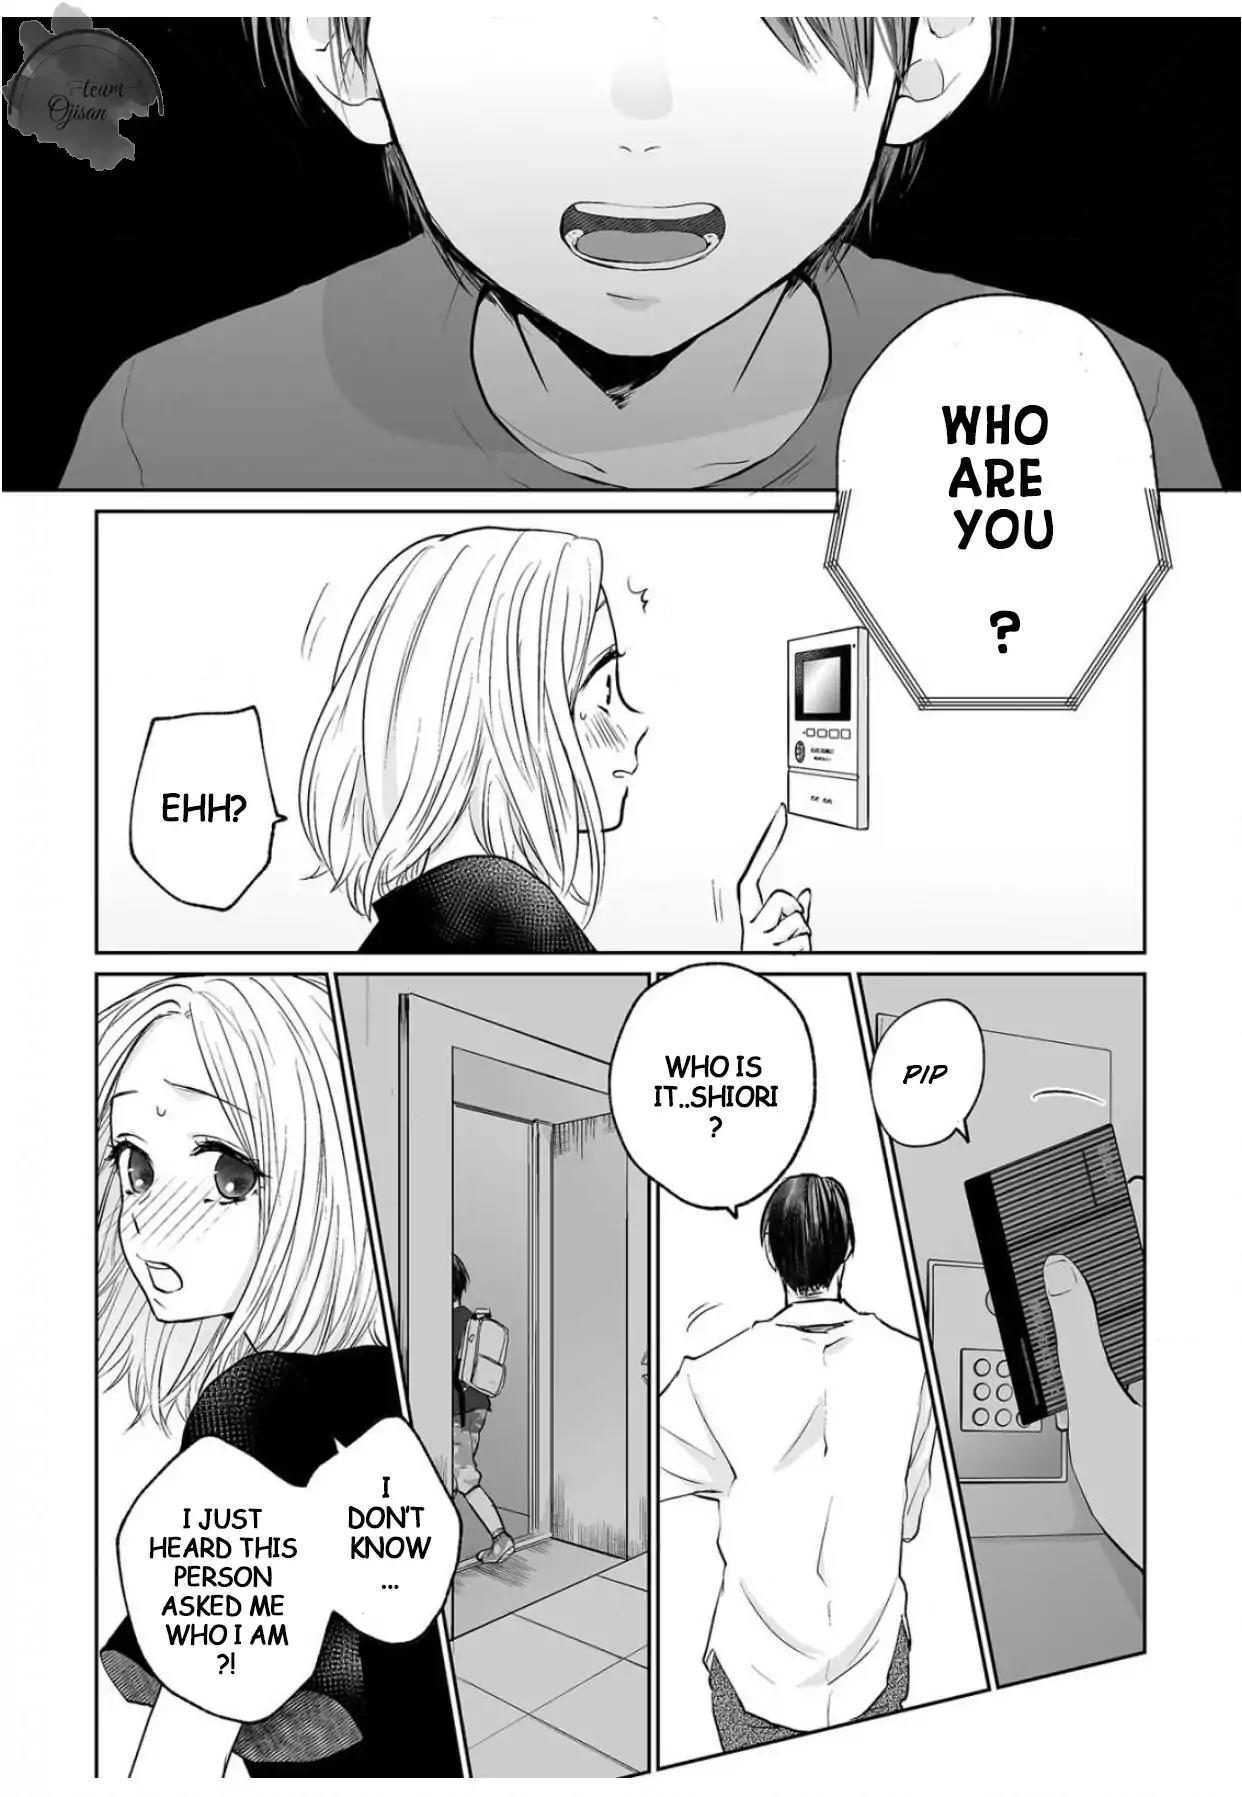 team
Ojisan
WHO
ARE
YOU
?
EHH?
PIP
WHO IS
IT..SHIORI
?
I
DON'T
KNOW
...
I JUST
HEARD THIS
PERSON
ASKED ME
WHO I AM
?!